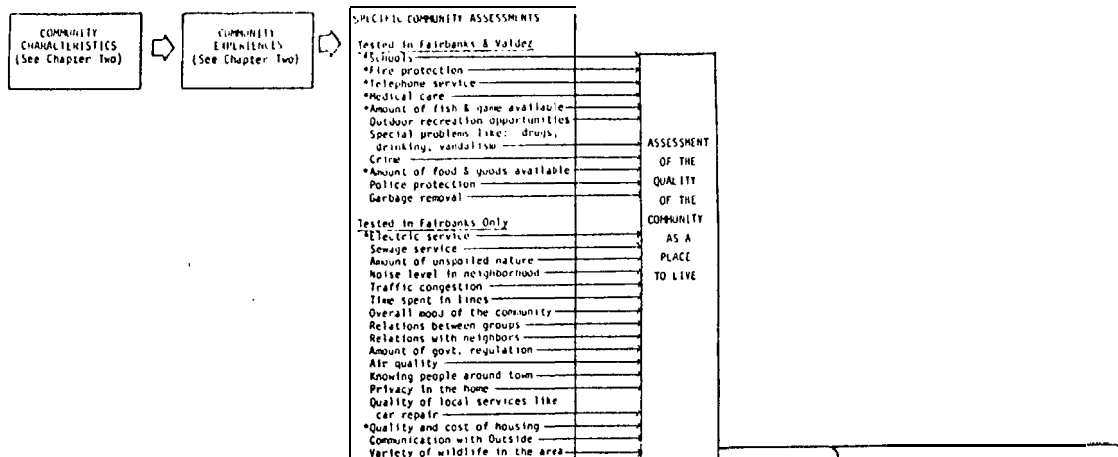 COMMUNITY
CHARACTERISTICS
(See Chapter Two)
COMMUNITY
EXPERIENCES
(See Chapter Two)
SPECIFIC COMMUNITY ASSESSMENTS
Tested in Fairbanks & Valdez
*Schools
*Fire protection
*Telephone service
*Medical care
*Amount of fish & game available
Outdoor recreation opportunities
Special problems like: drugs,
drinking, vandalism
Crime
*Amount of food & goods available
Police protection
Garbage removal
Tested in Fairbanks Only
*Electric service
Sewage service
Amount of unspoiled nature
Noise level in neighborhood
Traffic congestion
Time spent in lines
Overall mood of the community
Relations between groups
Relations with neighbors
Amount of govt. regulation
Air quality
Knowing people around town
Privacy in the home
Quality of local services like
car repair
*Quality and cost of housing
Communication with Outside
Variety of wildlife in the area
ASSESSMENT
OF THE
QUALITY
OF THE
COMMUNITY
AS A
PLACE
TO LIVE